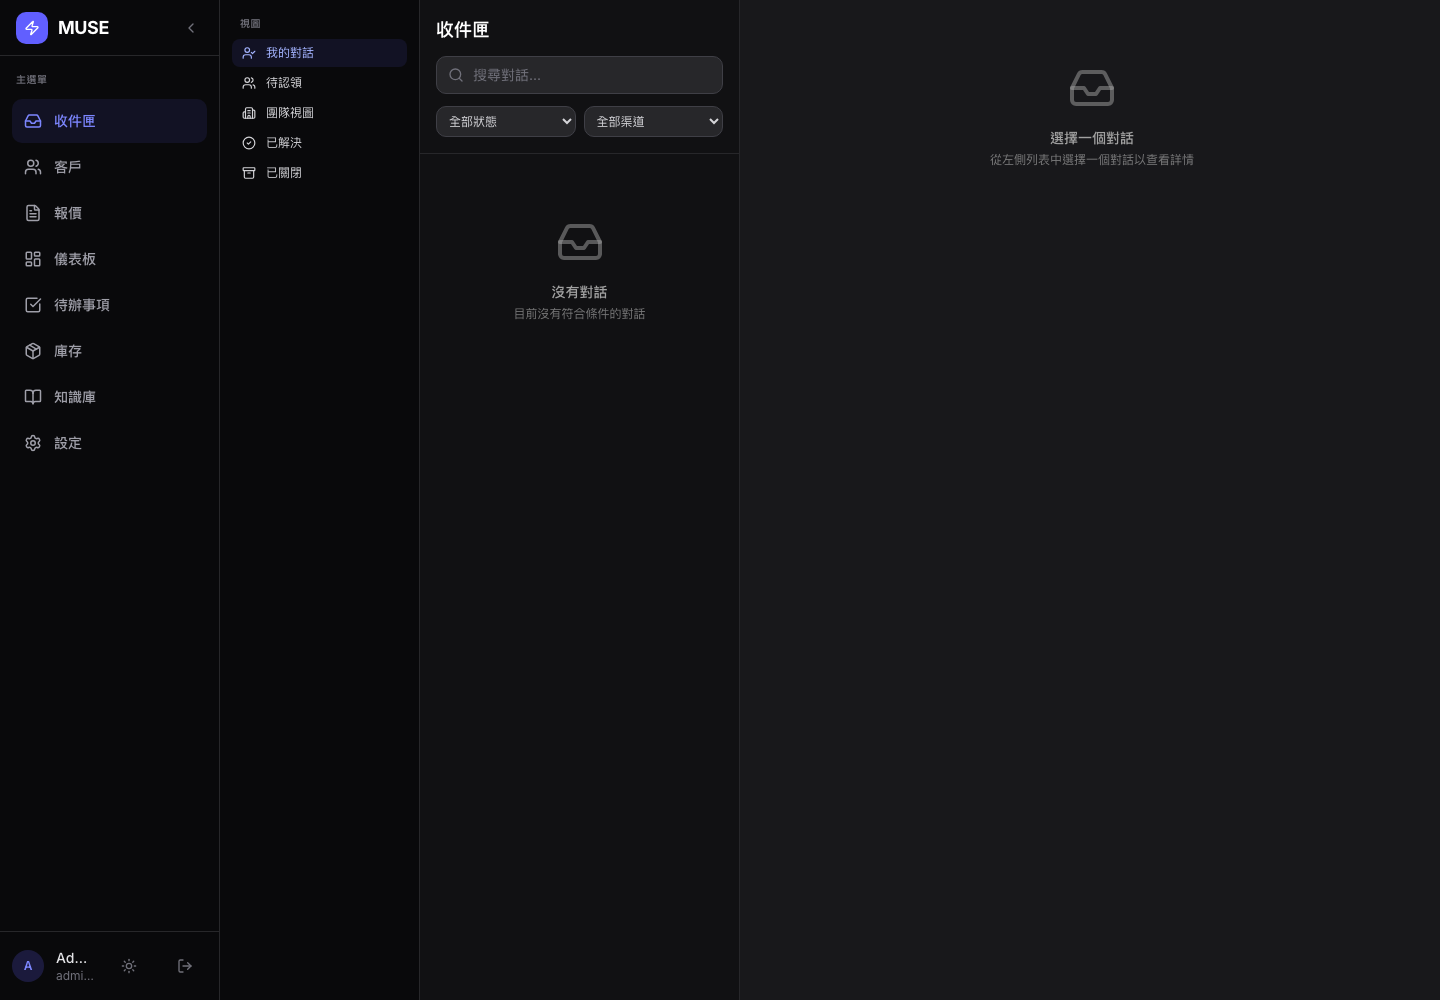 MUSE
主選單
收件匣
客戶
報價
儀表板
待辦事項
庫存
知識庫
設定
A
Ad...
admi...
視圖
我的對話
待認領
團隊視圖
已解決
已關閉
收件匣
搜尋對話...
全部狀態
全部渠道
沒有對話
目前沒有符合條件的對話
選擇一個對話
從左側列表中選擇一個對話以查看詳情